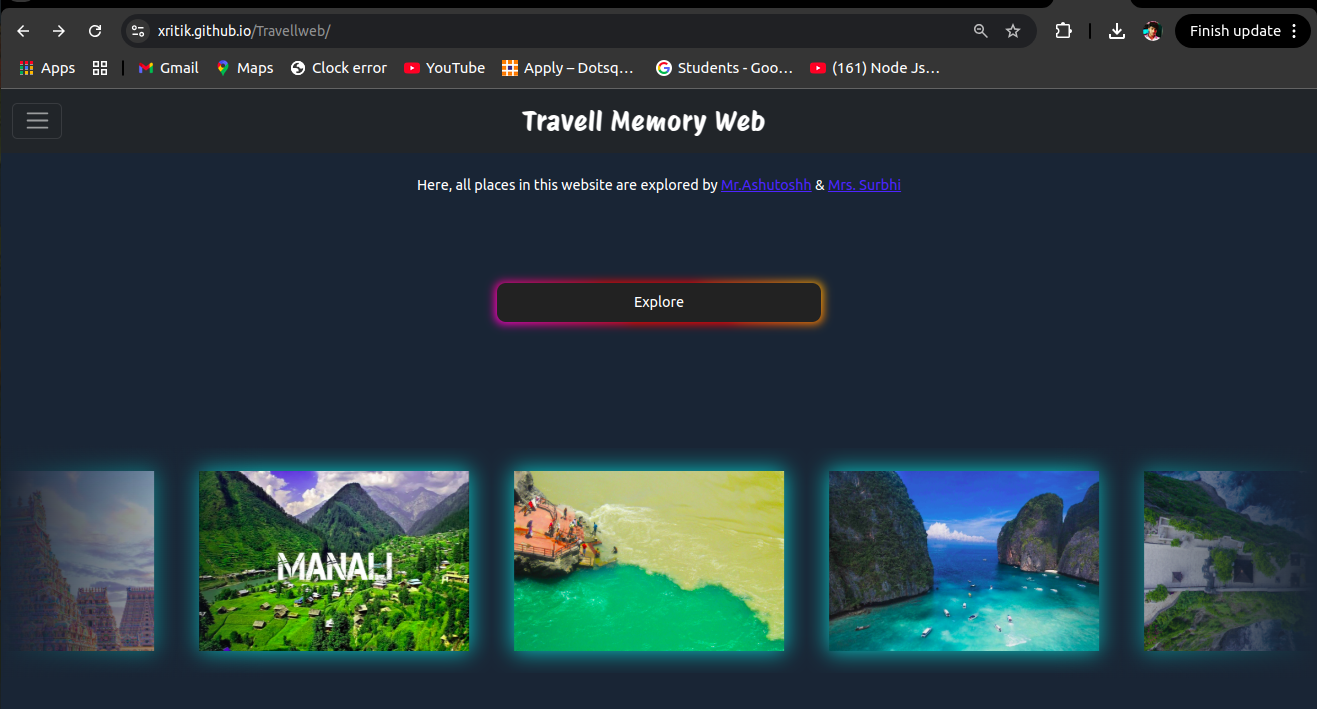 xritik.github.io/Travellweb/
Finish update
Apps
Gmail
Maps
Clock error
YouTube
Apply – Dotsq…
Students - Goo…
(161) Node Js…
Travell Memory Web
Here, all places in this website are explored by Mr.Ashutoshh & Mrs. Surbhi
Explore
MANALI